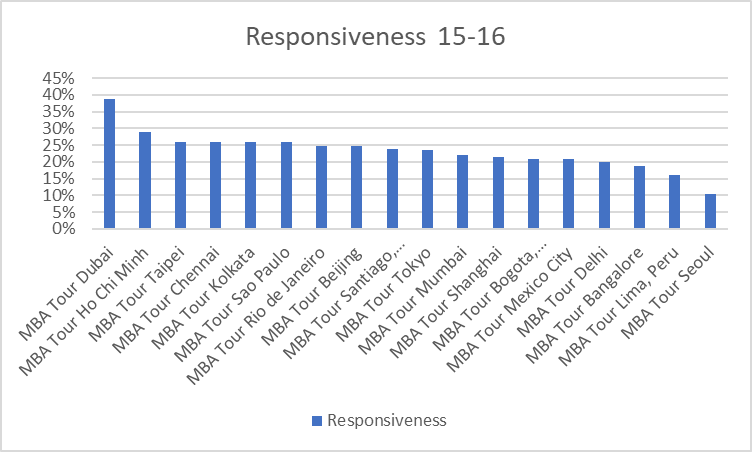 Responsiveness 15-16
45%
40%
35%
30%
25%
20%
15%
10%
5%
0%
MBA Tour Dubai
MBA Tour Ho Chi Minh
MBA Tour Taipei
MBA Tour Chennai
MBA Tour Kolkata
MBA Tour Sao Paulo
MBA Tour Rio de Janeiro
MBA Tour Beijing
MBA Tour Santiago,...
MBA Tour Tokyo
MBA Tour Mumbai
MBA Tour Shanghai
MBA Tour Bogota,...
MBA Tour Mexico City
MBA Tour Delhi
MBA Tour Bangalore
MBA Tour Lima, Peru
MBA Tour Seoul
Responsiveness